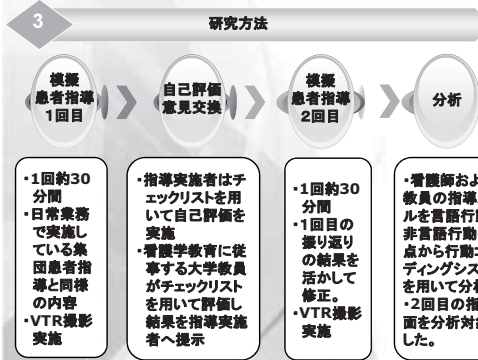 3
研究方法
模擬
患者指導
1回目
自己評価
意見交換
模擬
患者指導
2回目
分析
・1回約30
分間
・日常業務
で実施し
ている集
団患者指
導と同様
の内容
・VTR撮影
実施
・指導実施者はチ
ェックリストを用
いて自己評価を
実施
・看護学教育に従
事する大学教員
がチェックリスト
を用いて評価し
結果を指導実施
者へ提示
・1回約30
分間
・1回目の
振り返り
の結果を
活かして
修正。
・VTR撮影
実施
・看護師およ
教員の指導
ルを言語行
非言語行動
点から行動
ディングシス
を用いて分
・2回目の指
面を分析対
した。